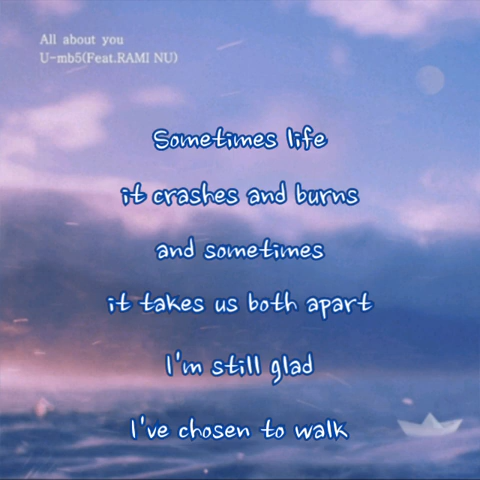 All about you
U-mb5(Feat.RAMI NU)
Sometimes life
it crashes and burns
and sometimes
it takes us both apart
I'm still glad
I've chosen to walk